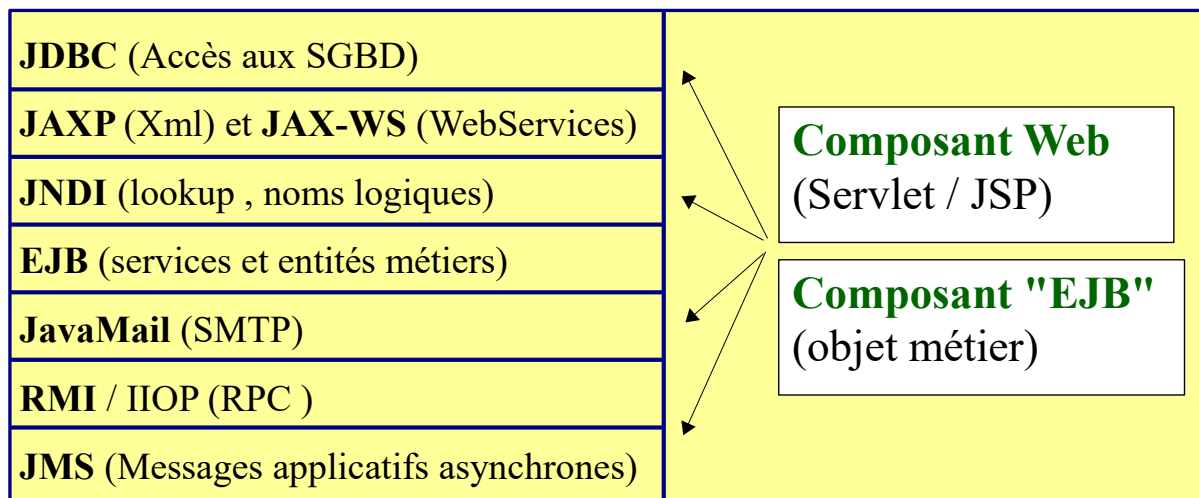 JDBC (Accès aux SGBD)
JAXP (Xml) et JAX-WS (WebServices)
JNDI (lookup , noms logiques)
EJB (services et entités métiers)
JavaMail (SMTP)
RMI / IIOP (RPC )
JMS (Messages applicatifs asynchrones)
Composant Web
(Servlet / JSP)
Composant "EJB"
(objet métier)